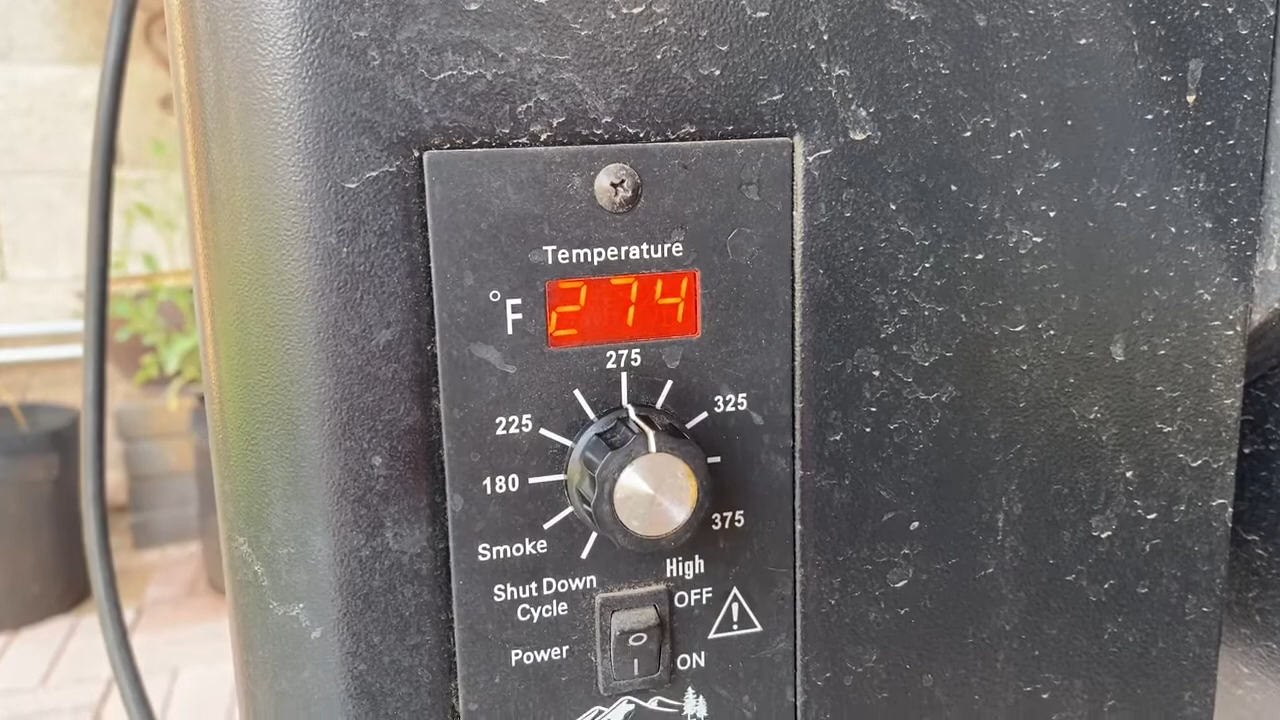 Temperature
°F 274
275
225 325
180
375
Smoke
High
Shut Down
Cycle
OFF
Power
ON